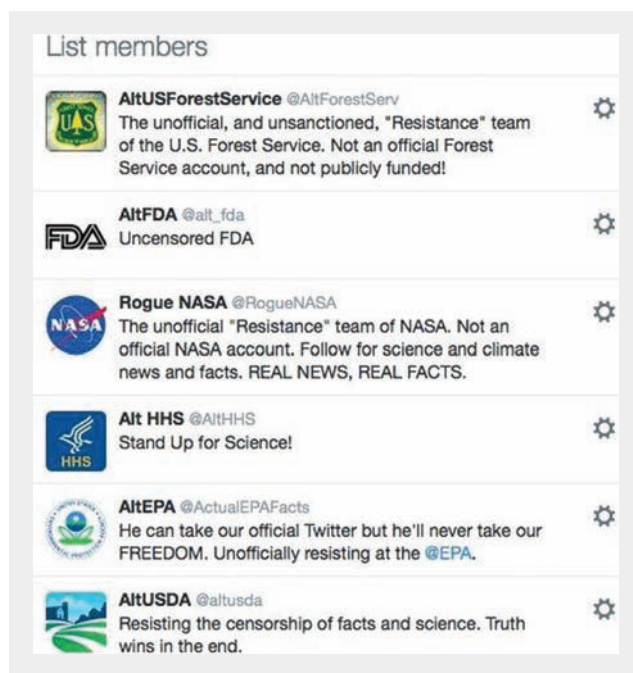 List members
AltUSForestService @AltForestServ
The unofficial, and unsanctioned, "Resistance" team
of the U.S. Forest Service. Not an official Forest
Service account, and not publicly funded!
FOREST SERVICE
US
AltFDA @alt_fda
FDA
Uncensored FDA
Rogue NASA @RogueNASA
NASA
The unofficial "Resistance" team of NASA. Not an
official NASA account. Follow for science and climate
news and facts. REAL NEWS, REAL FACTS.
Alt HHS @AltHHS
Stand Up for Science!
HHS
AltEPA @ActualEPAFacts
He can take our official Twitter but he'll never take our
FREEDOM. Unofficially resisting at the @EPA.
AltUSDA @altusda
Resisting the censorship of facts and science. Truth
wins in the end.